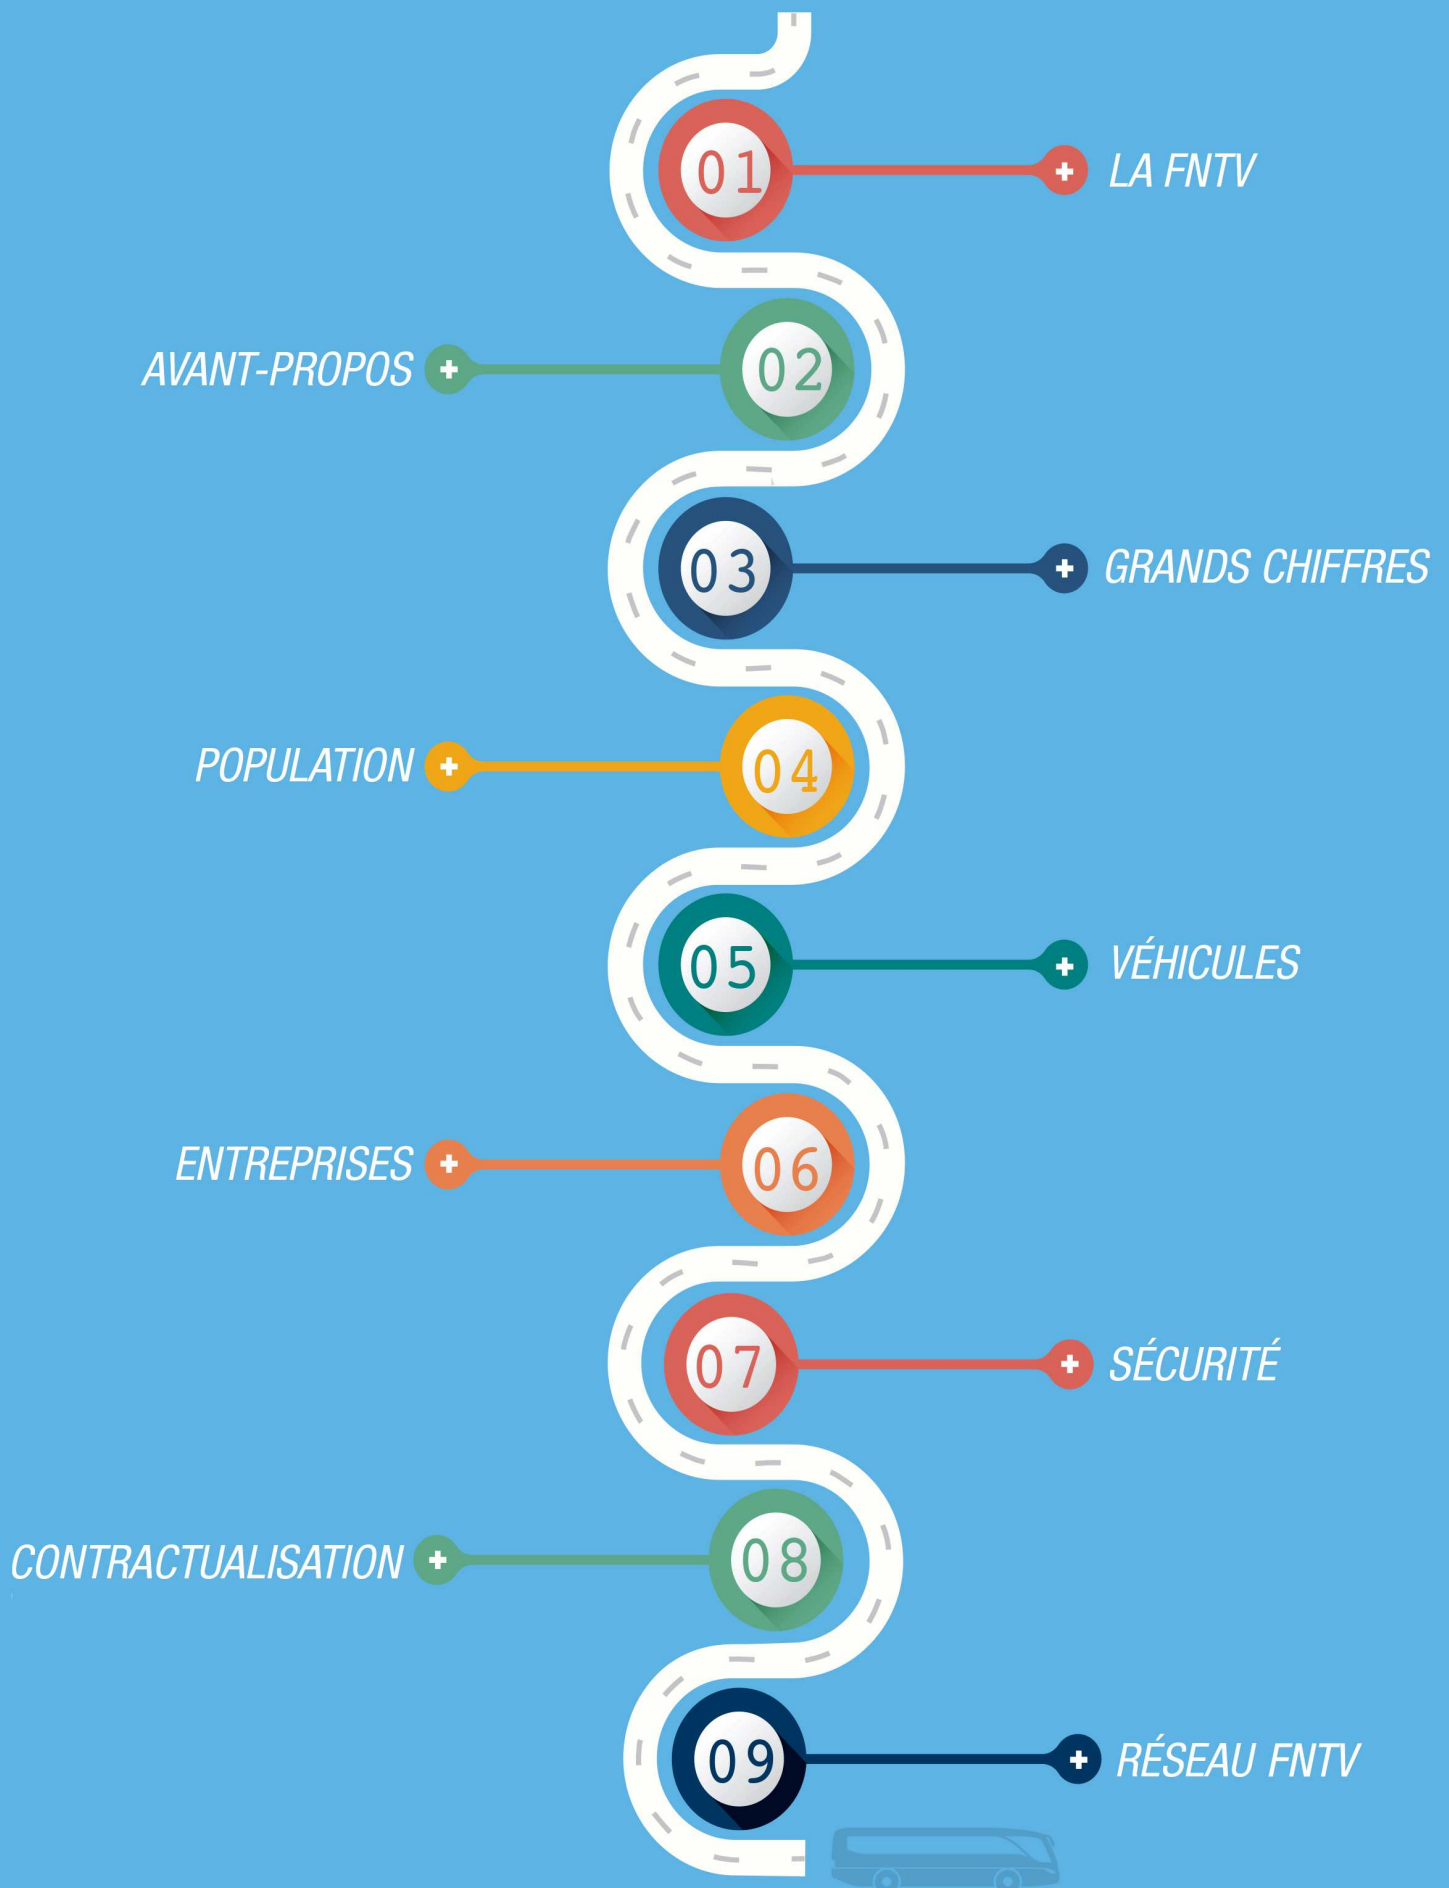 01
LA FNTV
AVANT-PROPOS
02
03
GRANDS CHIFFRES
POPULATION
04
05
VÉHICULES
ENTREPRISES
06
07
SÉCURITÉ
CONTRACTUALISATION
08
09
RÉSEAU FNTV